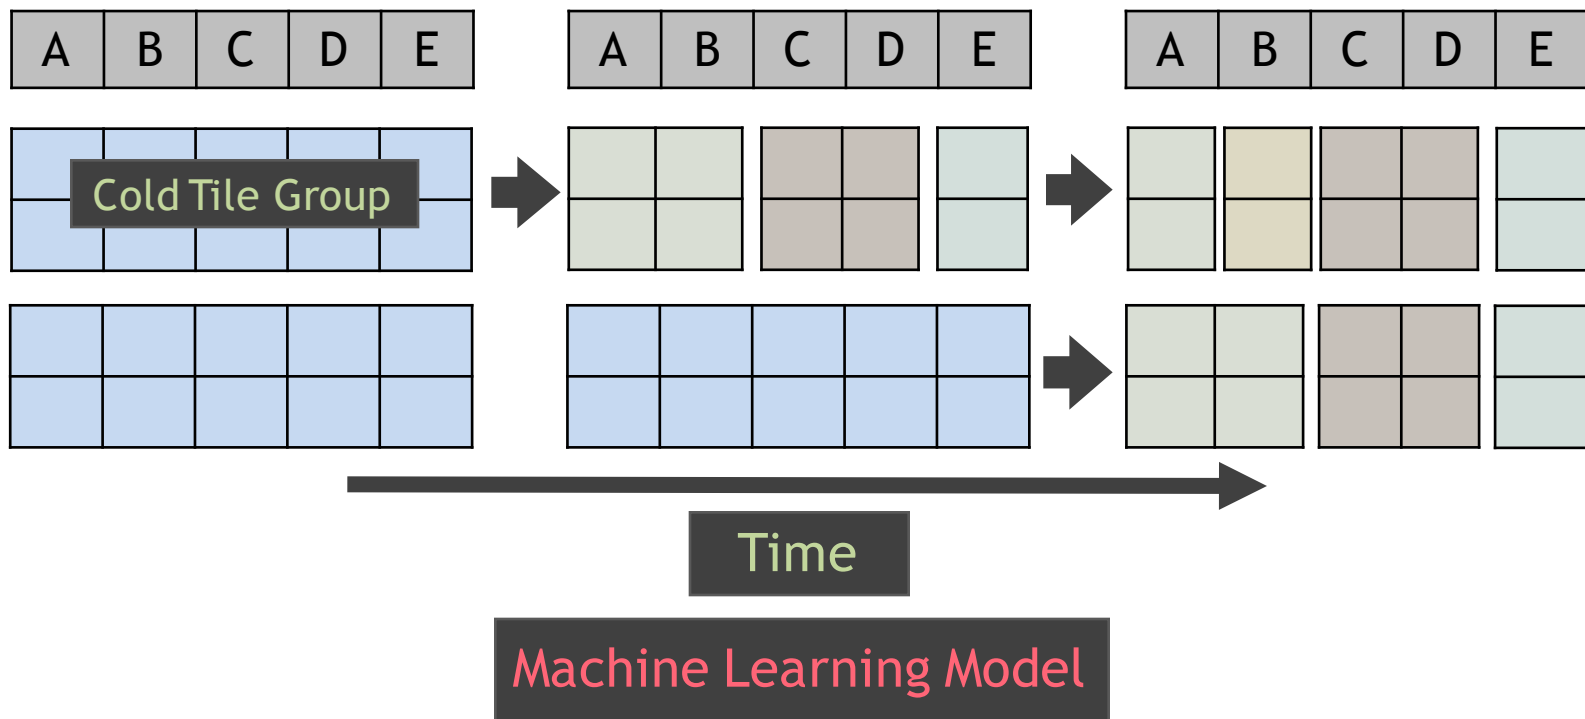 A B C D E
A B C D E
A B C D E
Cold Tile Group
Time
Machine Learning Model